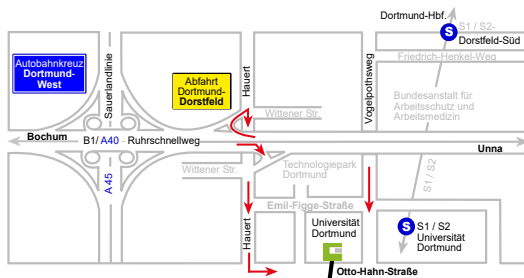 Dortmund-Hbf.
S1 / S2-
S
Dorstfeld-Süd
Friedrich-Henkel-Weg
Autobahnkreuz
Dortmund-
West
Sauerlandlinie
Abfahrt
Dortmund-
Dorstfeld
Hauert
Vogelpothsweg
Bundesanstalt für
Arbeitsschutz und
Arbeitsmedizin
Wittener Str.
Bochum
B1/ A40 - Ruhrschnellweg
Unna
Wittener Str.
Technologiepark
Dortmund
A 45
S1 / S2
Emil-Figge-Straße
Hauert
Universität
Dortmund
S
S1 / S2
Universität
Dortmund
Otto-Hahn-Straße